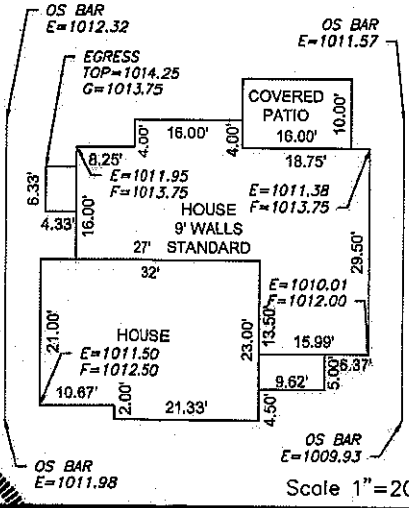 OS BAR
E=1012.32
OS BAR
E=1011.57
EGRESS
TOP=1014.25
G=1013.75
COVERED
PATIO
16.00'
10.00'
16.00'
4.00'
4.00'
8.25'
18.75'
E=1011.95
F=1013.75
E=1011.38
F=1013.75
6.33'
4.33'
16.00'
HOUSE
9' WALLS
STANDARD
27'
32'
29.50'
E=1010.01
F=1012.00
21.00'
HOUSE
E=1011.50
F=1012.50
23.00'
13.50'
15.99'
6.37'
5.00'
9.62'
10.67'
2.00'
21.33'
4.50'
OS BAR
E=1011.98
OS BAR
E=1009.93
Scale 1"=20